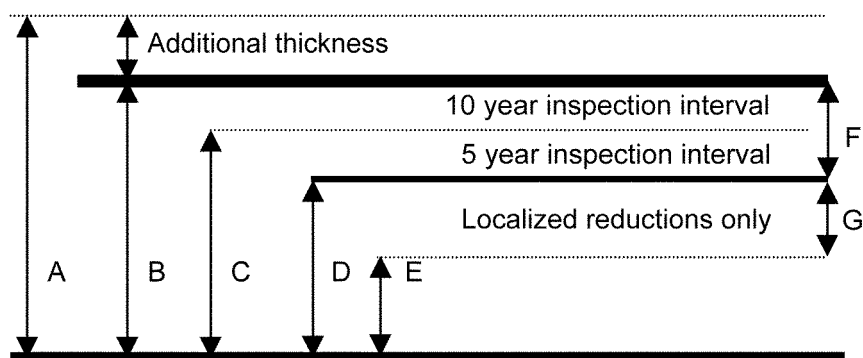 Additional thickness
10 year inspection interval
F
5 year inspection interval
Localized reductions only
G
A
B
C
D
E